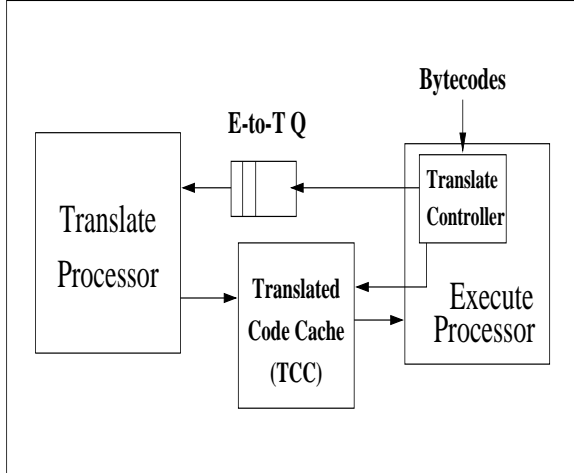 Bytecodes
E-to-T Q
Translate
Controller
Translate
Processor
Translated
Code Cache
(TCC)
Execute
Processor